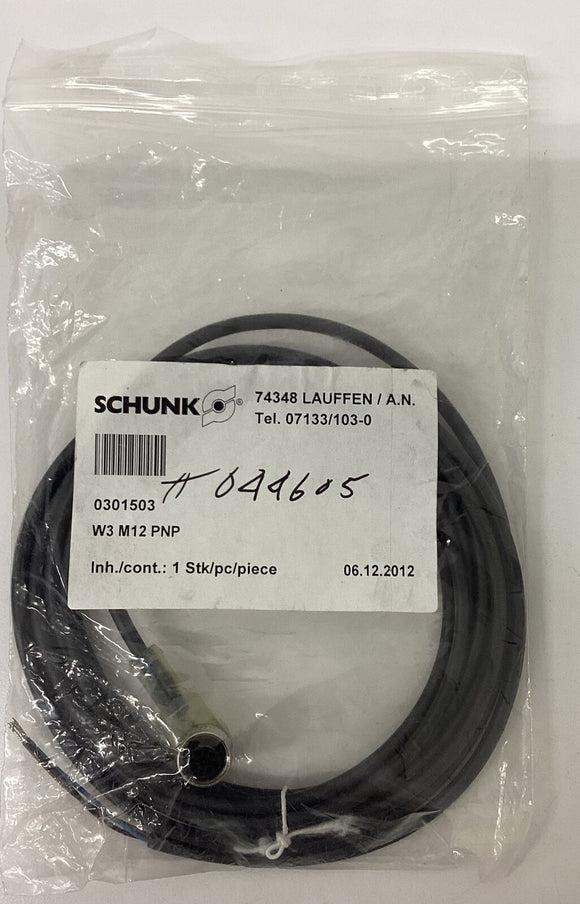 SCHUNK ® 74348 LAUFFEN / A.N.
Tel. 07133/103-0
# 044605
0301503
W3 M12 PNP
Inh./cont.: 1 Stk/pc/piece 06.12.2012